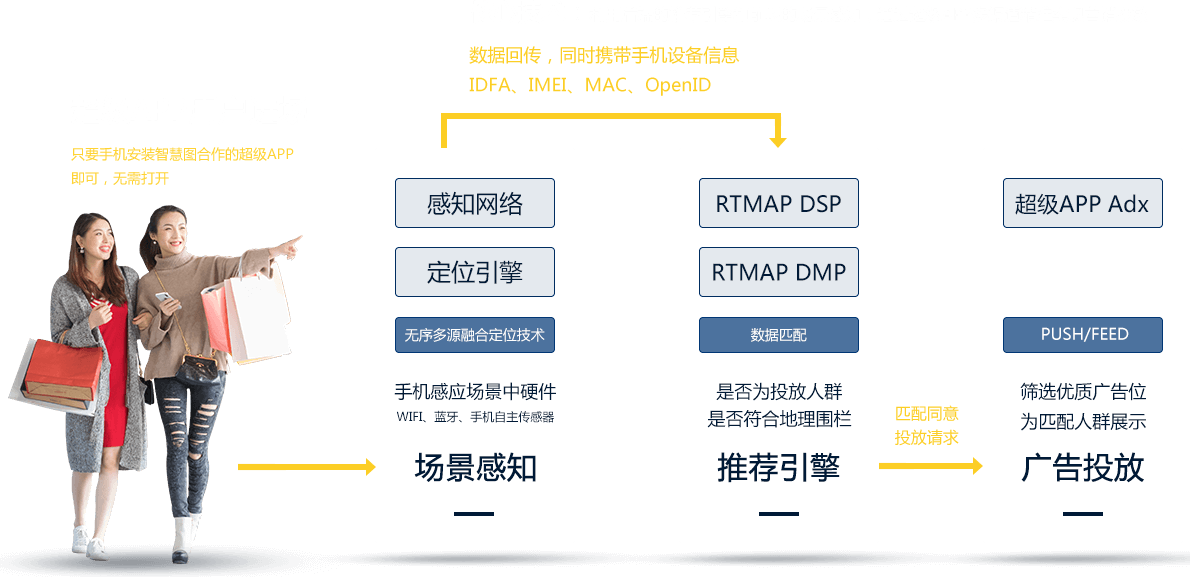 数据回传，同时携带手机设备信息
IDFA、IMEI、MAC、OpenID
只要手机安装智慧图合作的超级APP
即可，无需打开
感知网络
定位引擎
无序多源融合定位技术
手机感应场景中硬件
WIFI、蓝牙、手机自主传感器
场景感知
RTMAP DSP
RTMAP DMP
数据匹配
是否为投放人群
是否符合地理围栏
推荐引擎
匹配同意
投放请求
超级APP Adx
PUSH/FEED
筛选优质广告位
为匹配人群展示
广告投放